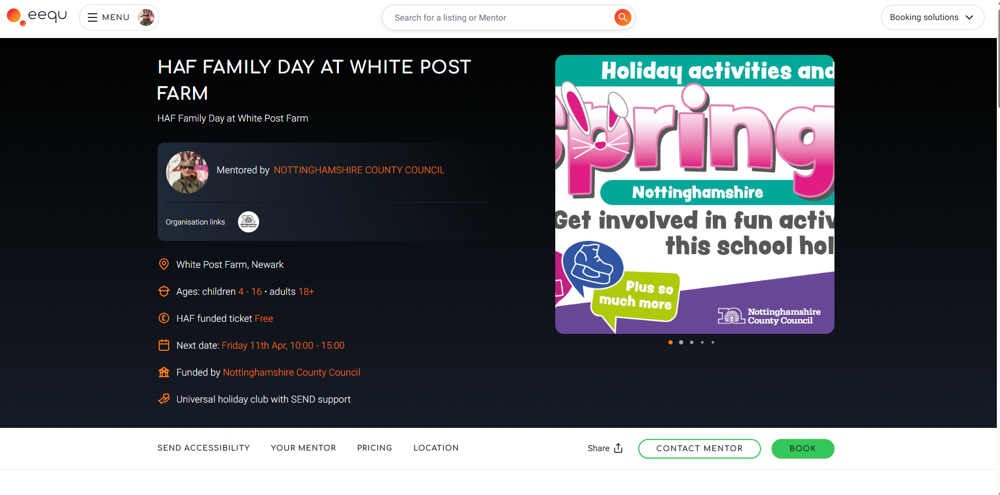 eequ
MENU
Search for a listing or Mentor
Booking solutions
HAF FAMILY DAY AT WHITE POST
FARM
HAF Family Day at White Post Farm
Mentored by NOTTINGHAMSHIRE COUNTY COUNCIL
Organisation links
Nottinghamshire
County Council
White Post Farm, Newark
Ages: children 4 - 16 • adults 18+
HAF funded ticket Free
Next date: Friday 11th Apr, 10:00 - 15:00
Funded by Nottinghamshire County Council
Universal holiday club with SEND support
Holiday activities and
Spring
Nottinghamshire
Get involved in fun activ
this school hol
Plus so
much more
Nottinghamshire
County Council
SEND ACCESSIBILITY
YOUR MENTOR
PRICING
LOCATION
Share
CONTACT MENTOR
BOOK